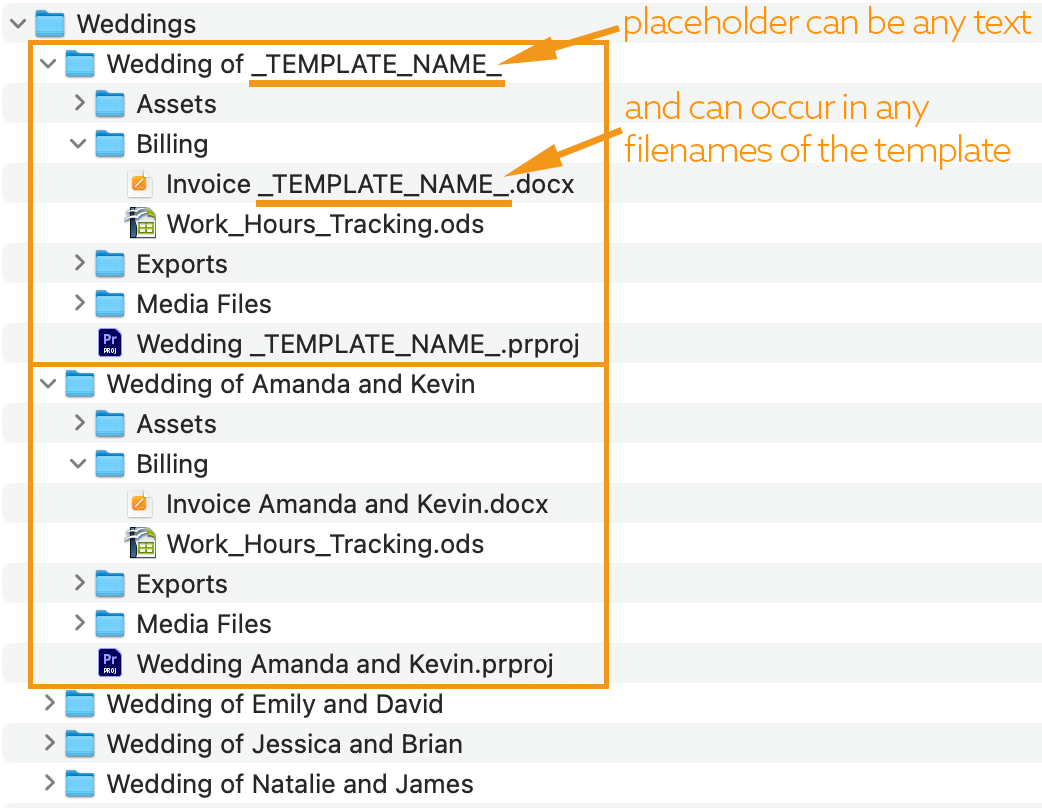 Weddings
placeholder can be any text
Wedding of _TEMPLATE_NAME_
Assets
and can occur in any
filenames of the template
Billing
Invoice _TEMPLATE_NAME_.docx
Work_Hours_Tracking.ods
Exports
Media Files
Pr
PROJ
Wedding _TEMPLATE_NAME_.prproj
Wedding of Amanda and Kevin
Assets
Billing
Invoice Amanda and Kevin.docx
Work_Hours_Tracking.ods
Exports
Media Files
Pr
PROJ
Wedding Amanda and Kevin.prproj
Wedding of Emily and David
Wedding of Jessica and Brian
Wedding of Natalie and James